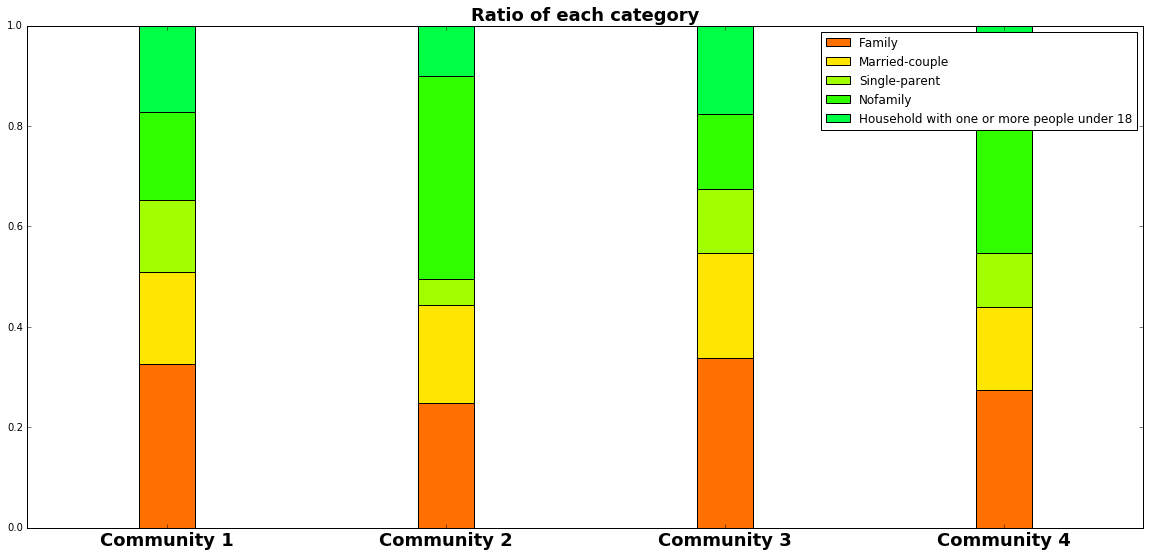 Ratio of each category
1.0
0.8
0.6
0.4
0.2
0.0
Family
Married-couple
Single-parent
Nofamily
Household with one or more people under 18
Community 1
Community 2
Community 3
Community 4